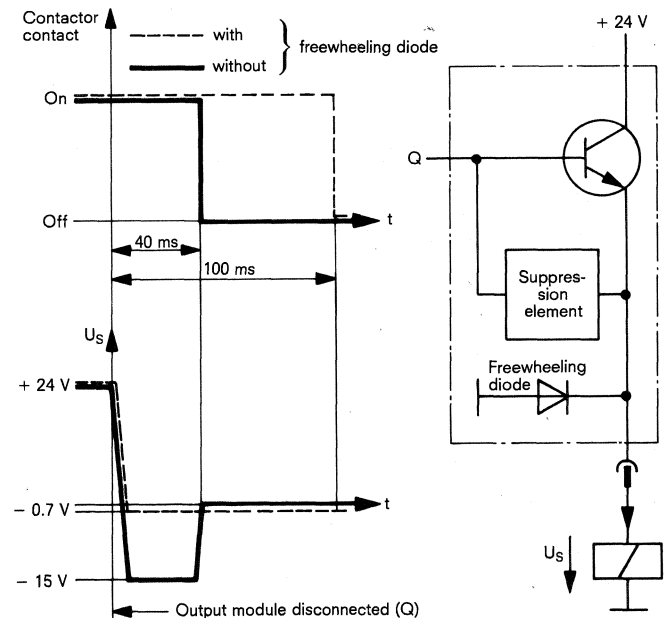 Contactor
contact
with
without
freewheeling diode
On
Off
t
40 ms
100 ms
U_S
+ 24 V
− 0.7 V
t
− 15 V
Output module disconnected (Q)
+ 24 V
Q
Suppres-
sion
element
Freewheeling
diode
U_S